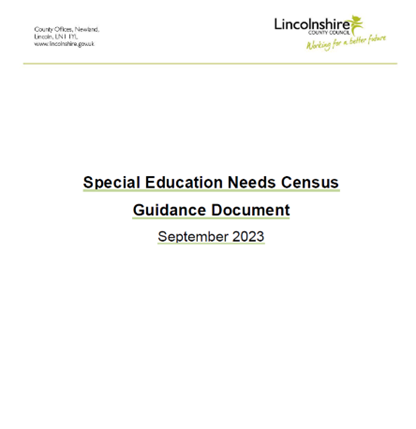 County Offices, Newland,
Lincoln, LN1 1YL
www.lincolnshire.gov.uk
Lincolnshire
COUNTY COUNCIL
Working for a better future
Special Education Needs Census
Guidance Document
September 2023